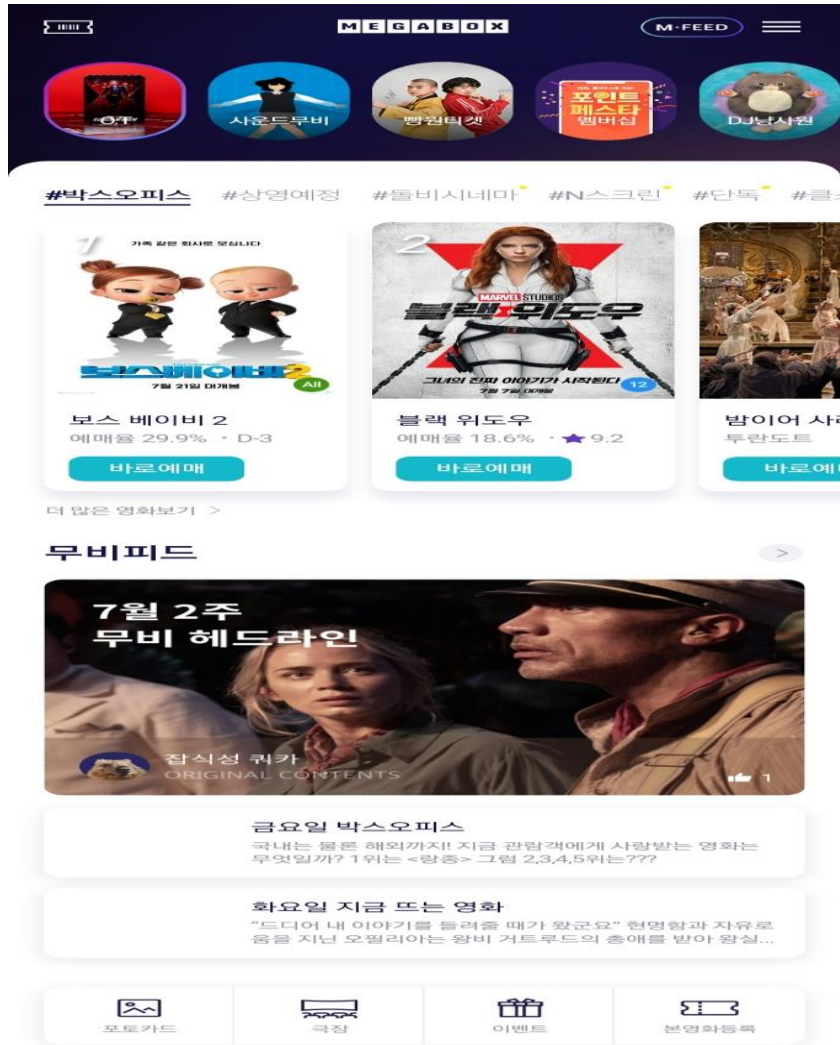 MEGABOX
M-FEED
O.T
사운드무비
빵원티켓
포인트
페스타
멤버십
DJ냥사원
#박스오피스 #상영예정 #돌비시네마 #N스크린 #단독
1
가족 같은 회사로 모십니다
보스베이비2
7월 21일 대개봉
All
보스 베이비 2
예매율 29.9% · D-3
바로예매
2
MARVEL STUDIOS
블랙 위도우
그녀의 진짜 이야기가 시작된다
7월 7일 대개봉
12
블랙 위도우
예매율 18.6% · ★ 9.2
바로예매
밤이어
투란도트
바로예매
더 많은 영화보기 >
무비피드
>
7월 2주
무비 헤드라인
잡식성 쿼카
ORIGINAL CONTENTS
1
금요일 박스오피스
국내는 물론 해외까지! 지금 관람객에게 사랑받는 영화는
무엇일까? 1위는 <랑종> 그럼 2,3,4,5위는???
화요일 지금 뜨는 영화
“드디어 내 이야기를 들려줄 때가 왔군요” 현명함과 자유로
움을 지닌 오필리아는 왕비 거트루드의 총애를 받아 왕실...
포토카드
극장
이벤트
본영화등록